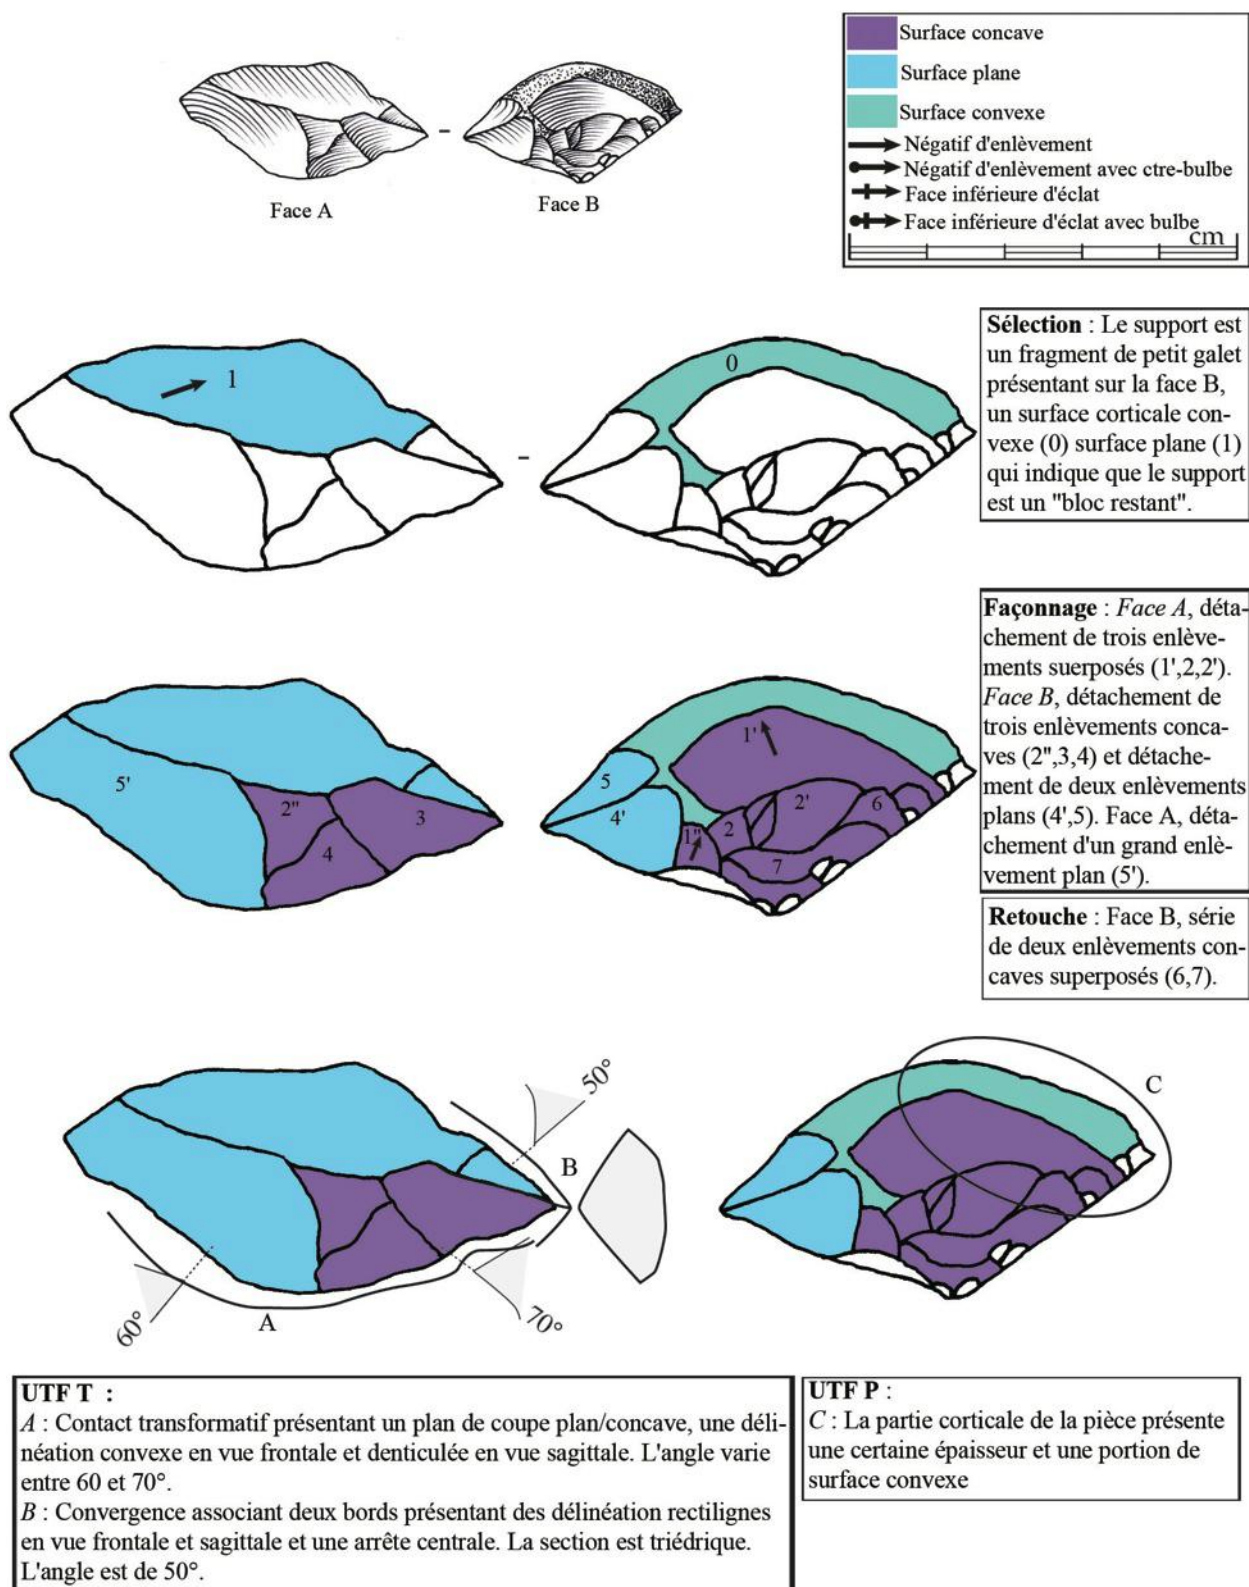 Surface concave
Surface plane
Surface convexe
Négatif d'enlèvement
Négatif d'enlèvement avec ctre-bulbe
Face inférieure d'éclat
Face inférieure d'éclat avec bulbe
cm
Face A
-
Face B
1
-
0
Sélection : Le support est
un fragment de petit galet
présentant sur la face B,
un surface corticale con-
vexe (0) surface plane (1)
qui indique que le support
est un "bloc restant".
5'
2"
3
4
5
4'
1'
1"
2
2'
6
7
Façonnage : Face A, déta-
chement de trois enlève-
ments suerposés (1',2,2').
Face B, détachement de
trois enlèvements conca-
ves (2",3,4) et détache-
ment de deux enlèvements
plans (4',5). Face A, déta-
chement d'un grand enlè-
vement plan (5').
Retouche : Face B, série
de deux enlèvements con-
caves superposés (6,7).
50°
B
60°
A
70°
C
UTF T :
A : Contact transformatif présentant un plan de coupe plan/concave, une déli-
néation convexe en vue frontale et denticulée en vue sagittale. L'angle varie
entre 60 et 70°.
B : Convergence associant deux bords présentant des délinéation rectilignes
en vue frontale et sagittale et une arrête centrale. La section est triédrique.
L'angle est de 50°.
UTF P :
C : La partie corticale de la pièce présente
une certaine épaisseur et une portion de
surface convexe